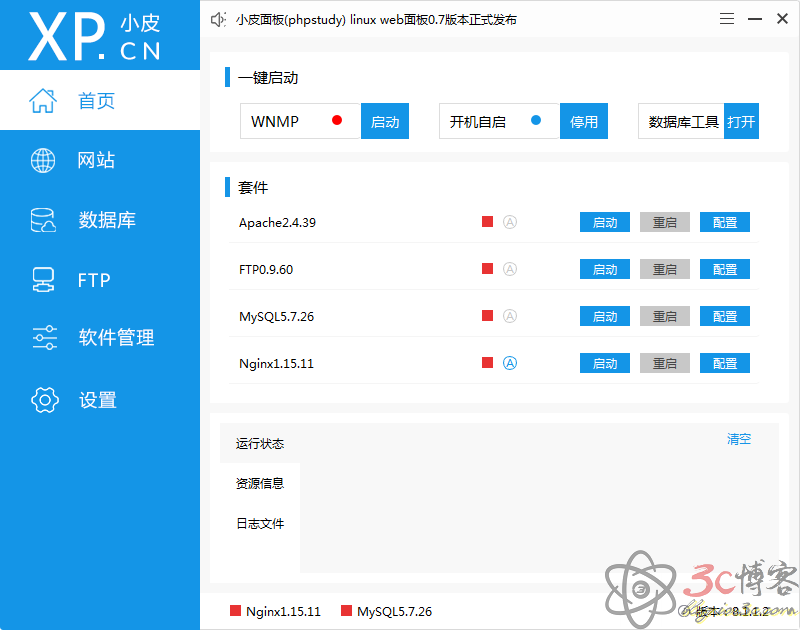 XP.CN 小皮
小皮面板(phpstudy) linux web面板0.7版本正式发布
首页
网站
数据库
FTP
软件管理
设置
一键启动
WNMP 启动 开机自启 停用 数据库工具 打开
套件
Apache2.4.39 A 启动 重启 配置
FTP0.9.60 A 启动 重启 配置
MySQL5.7.26 A 启动 重启 配置
Nginx1.15.11 A 启动 重启 配置
运行状态 清空
资源信息
日志文件
3c博客
Nginx1.15.11 MySQL5.7.26 版本：8.1.1.2